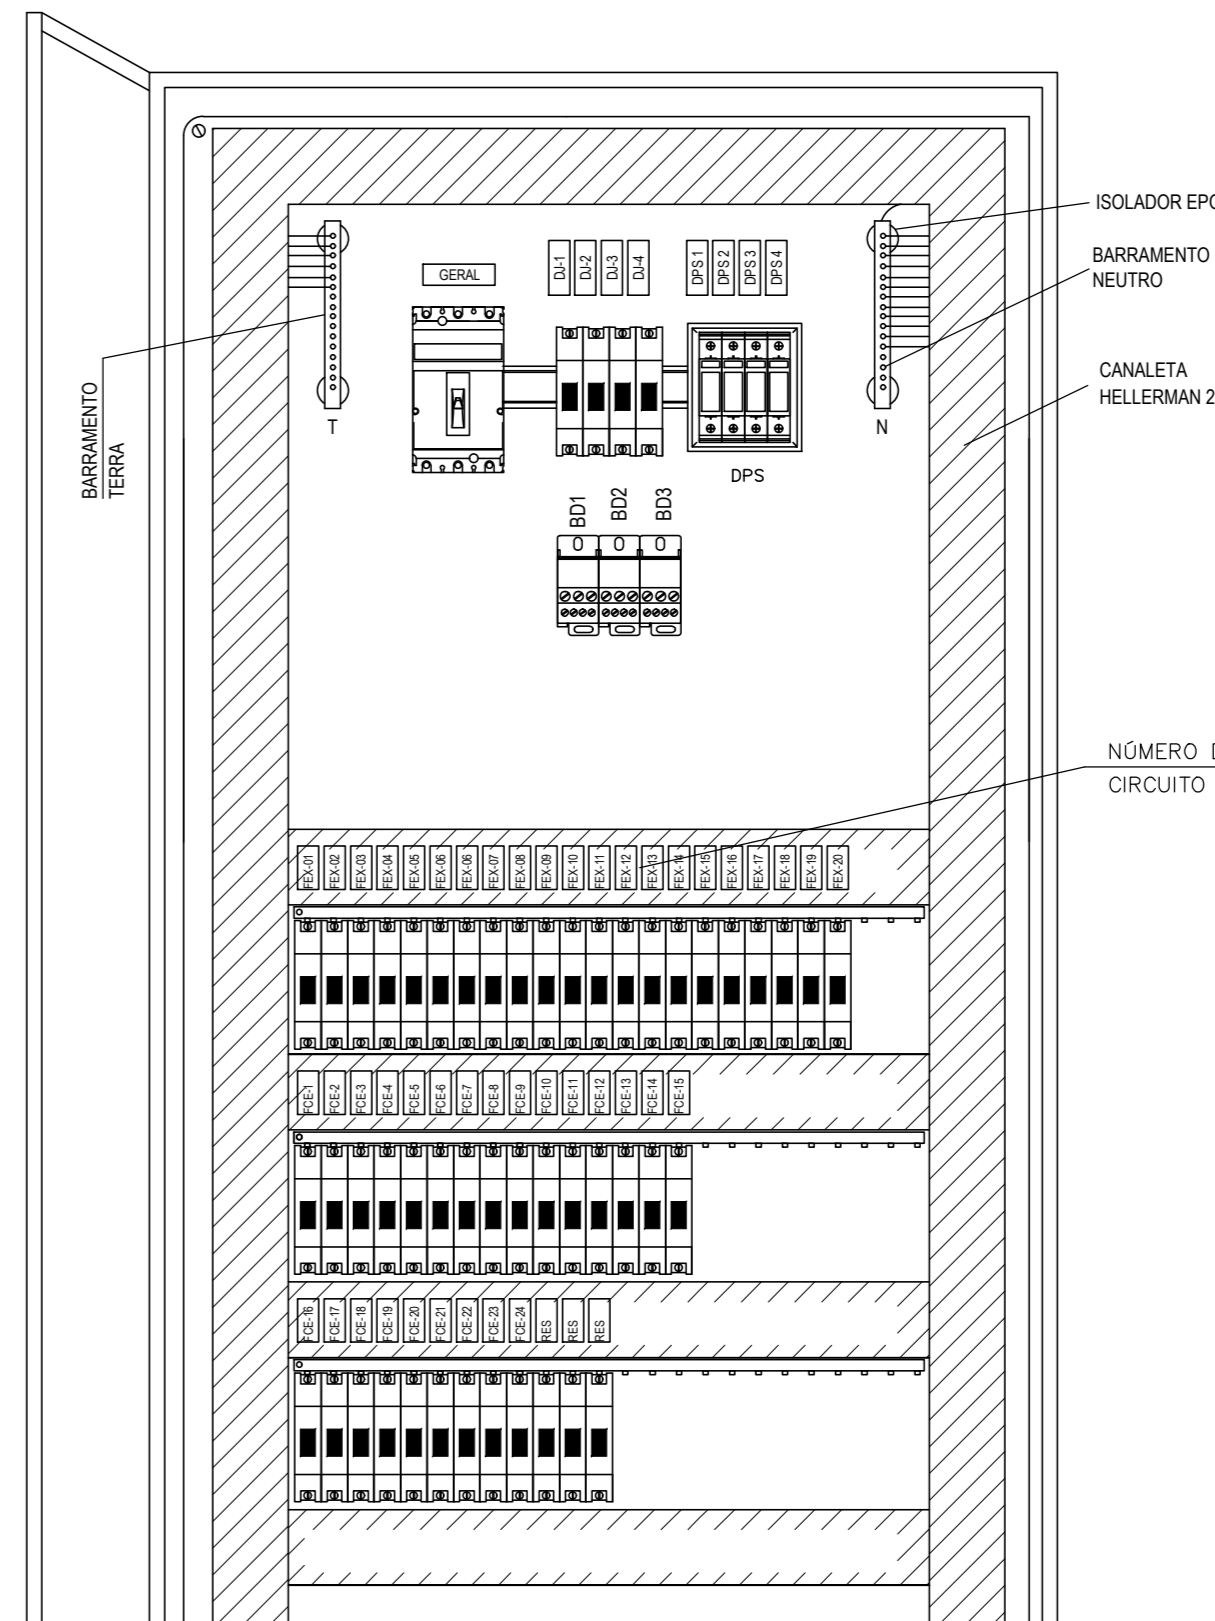 ISOLADOR EPO
BARRAMENTO
NEUTRO
CANALETA
HELLERMAN 2
BARRAMENTO
TERRA
T
GERAL
DJ-1
DJ-2
DJ-3
DJ-4
DPS 1
DPS 2
DPS 3
DPS 4
N
DPS
BD1
BD2
BD3
NÚMERO D
CIRCUITO
FEX-01
FEX-02
FEX-03
FEX-04
FEX-05
FEX-06
FEX-06
FEX-07
FEX-08
FEX-09
FEX-10
FEX-11
FEX-12
FEX-13
FEX-14
FEX-15
FEX-16
FEX-17
FEX-18
FEX-19
FEX-20
FCE-1
FCE-2
FCE-3
FCE-4
FCE-5
FCE-6
FCE-7
FCE-8
FCE-9
FCE-10
FCE-11
FCE-12
FCE-13
FCE-14
FCE-15
FCE-16
FCE-17
FCE-18
FCE-19
FCE-20
FCE-21
FCE-22
FCE-23
FCE-24
RES
RES
RES